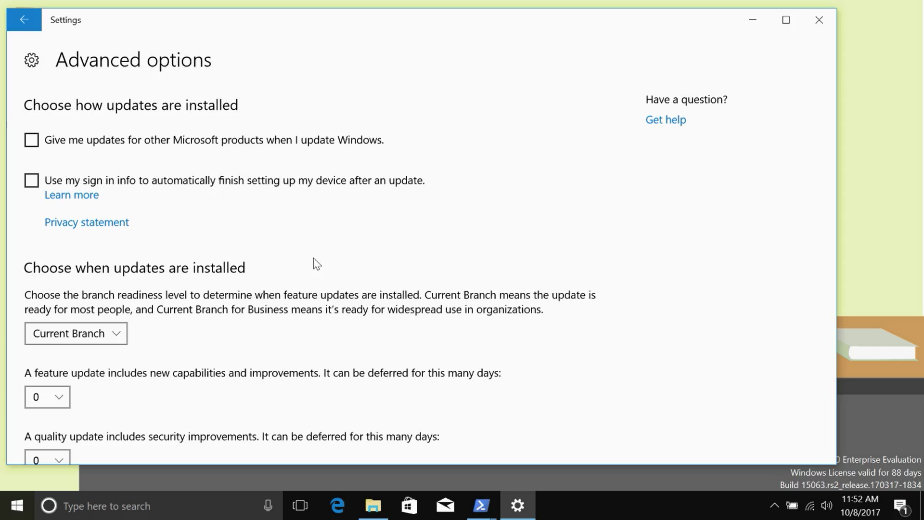 Settings
Advanced options
Choose how updates are installed
Have a question?
Get help
Give me updates for other Microsoft products when I update Windows.
Use my sign in info to automatically finish setting up my device after an update.
Learn more
Privacy statement
Choose when updates are installed
Choose the branch readiness level to determine when feature updates are installed. Current Branch means the update is
ready for most people, and Current Branch for Business means it's ready for widespread use in organizations.
Current Branch
A feature update includes new capabilities and improvements. It can be deferred for this many days:
0
A quality update includes security improvements. It can be deferred for this many days:
0
0 Enterprise Evaluation
Windows License valid for 88 days
Build 15063.rs2_release.170317-1834
Type here to search
11:52 AM
10/8/2017
1